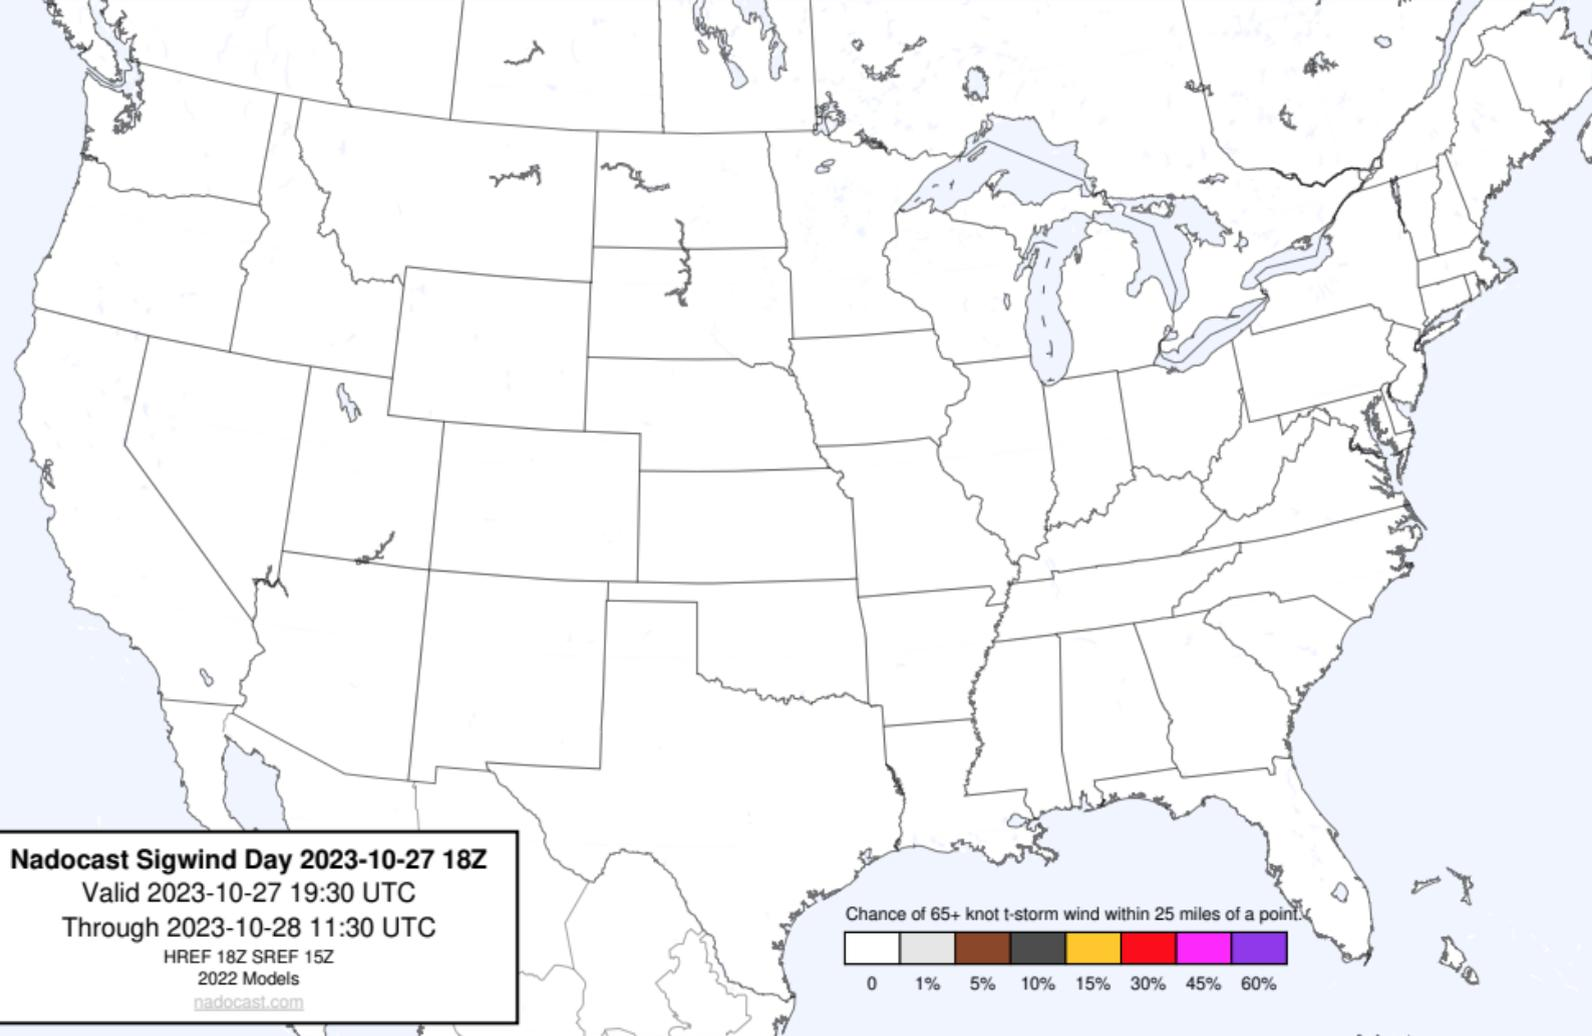 Nadocast Sigwind Day 2023-10-27 18Z
Valid 2023-10-27 19:30 UTC
Through 2023-10-28 11:30 UTC
HREF 18Z SREF 15Z
2022 Models
nadocast.com
Chance of 65+ knot t-storm wind within 25 miles of a point.
0 1% 5% 10% 15% 30% 45% 60%